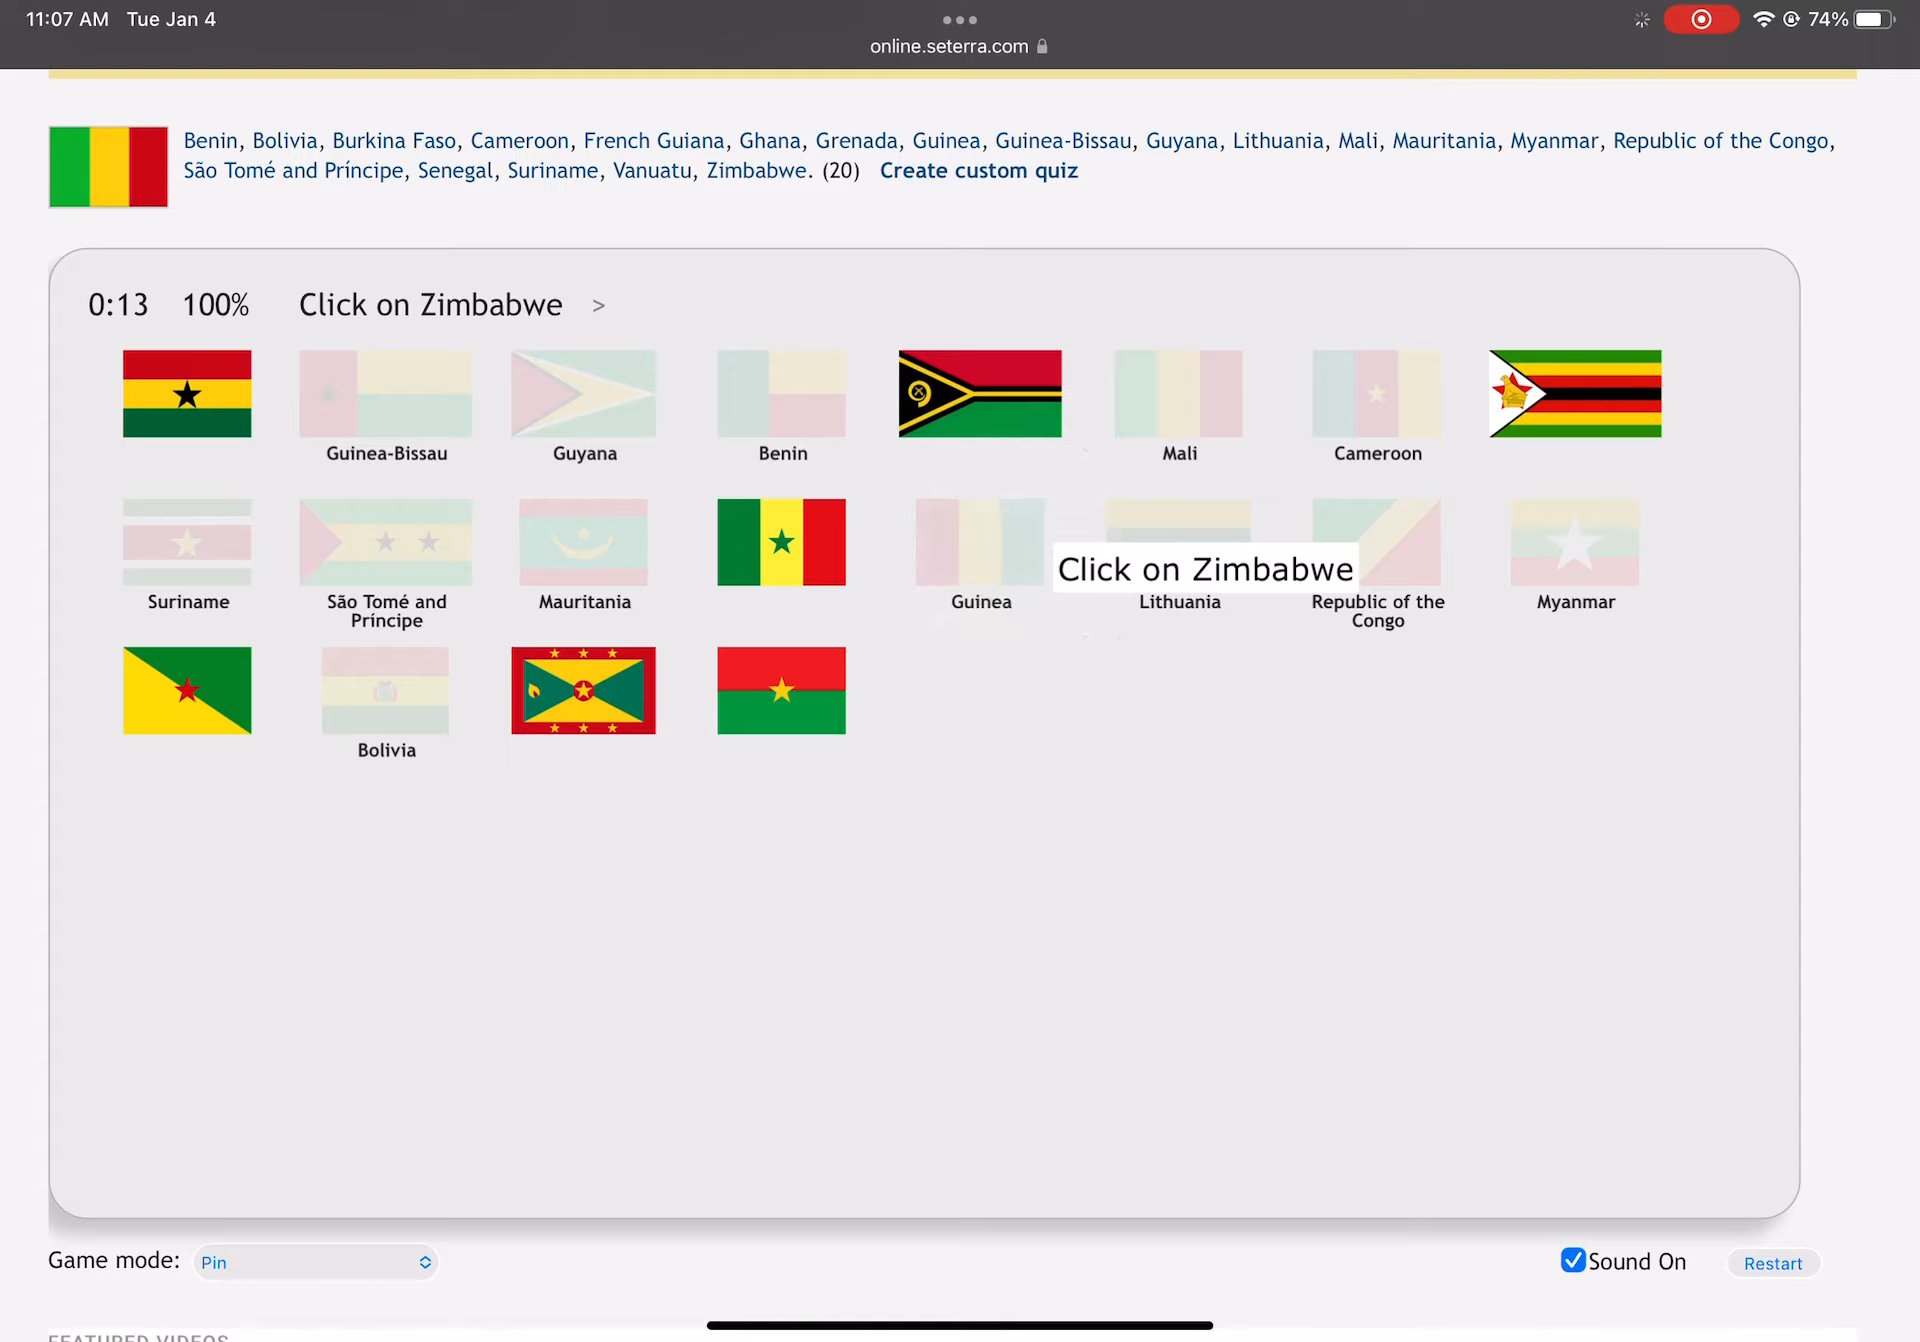 11:07 AM Tue Jan 4
74%
online.seterra.com
Benin, Bolivia, Burkina Faso, Cameroon, French Guiana, Ghana, Grenada, Guinea, Guinea-Bissau, Guyana, Lithuania, Mali, Mauritania, Myanmar, Republic of the Congo,
São Tomé and Príncipe, Senegal, Suriname, Vanuatu, Zimbabwe. (20) Create custom quiz
0:13 100% Click on Zimbabwe >
Guinea-Bissau Guyana Benin Mali Cameroon
Click on Zimbabwe
Suriname São Tomé and Mauritania Guinea Lithuania Republic of the Myanmar
Príncipe Congo
Bolivia
Game mode: Pin Sound On Restart
FEATURED VIDEOS